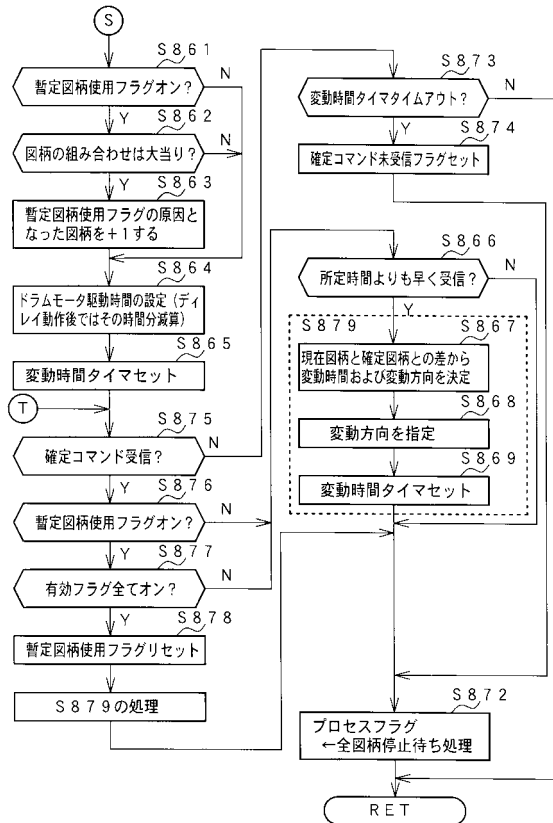 S
S861
暫定図柄使用フラグオン?
N
Y
S862
図柄の組み合わせは大当り?
N
Y
S863
暫定図柄使用フラグの原因と
なった図柄を+1する
S864
ドラムモータ駆動時間の設定(ディ
レイ動作後ではその時間分減算)
S865
変動時間タイマセット
T
S875
確定コマンド受信?
N
Y
S876
暫定図柄使用フラグオン?
N
Y
S877
有効フラグ全てオン?
N
Y
S878
暫定図柄使用フラグリセット
S879の処理
S873
変動時間タイマタイムアウト?
N
Y
S874
確定コマンド未受信フラグセット
S866
所定時間よりも早く受信?
N
Y
S879
S867
現在図柄と確定図柄との差から
変動時間および変動方向を決定
S868
変動方向を指定
S869
変動時間タイマセット
S872
プロセスフラグ
←全図柄停止待ち処理
RET